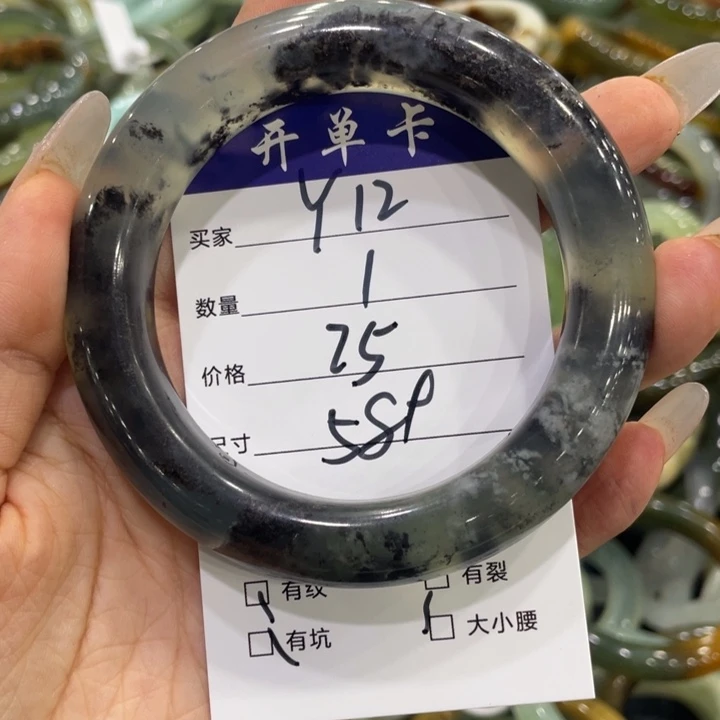 开单卡
买家 Y12
数量 1
价格 25
尺寸 58
□ 有纹 □ 有裂
□ 有坑 □ 大小腰